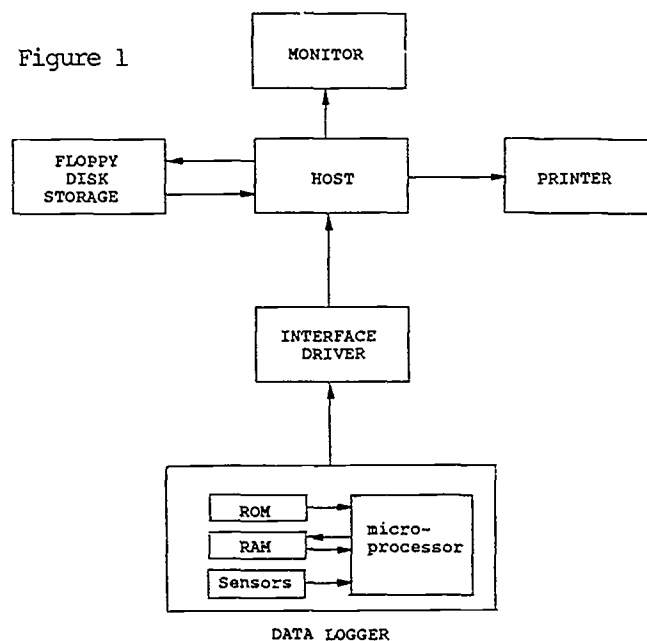 Figure 1
MONITOR
FLOPPY
DISK
STORAGE
HOST
PRINTER
INTERFACE
DRIVER
ROM
RAM
Sensors
micro-
processor
DATA LOGGER